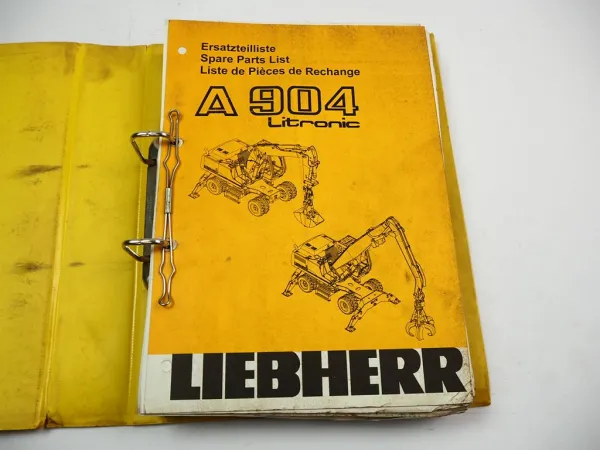 Ersatzteilliste
Spare Parts List
Liste de Pièces de Rechange
A 904
Litronic
LIEBHERR